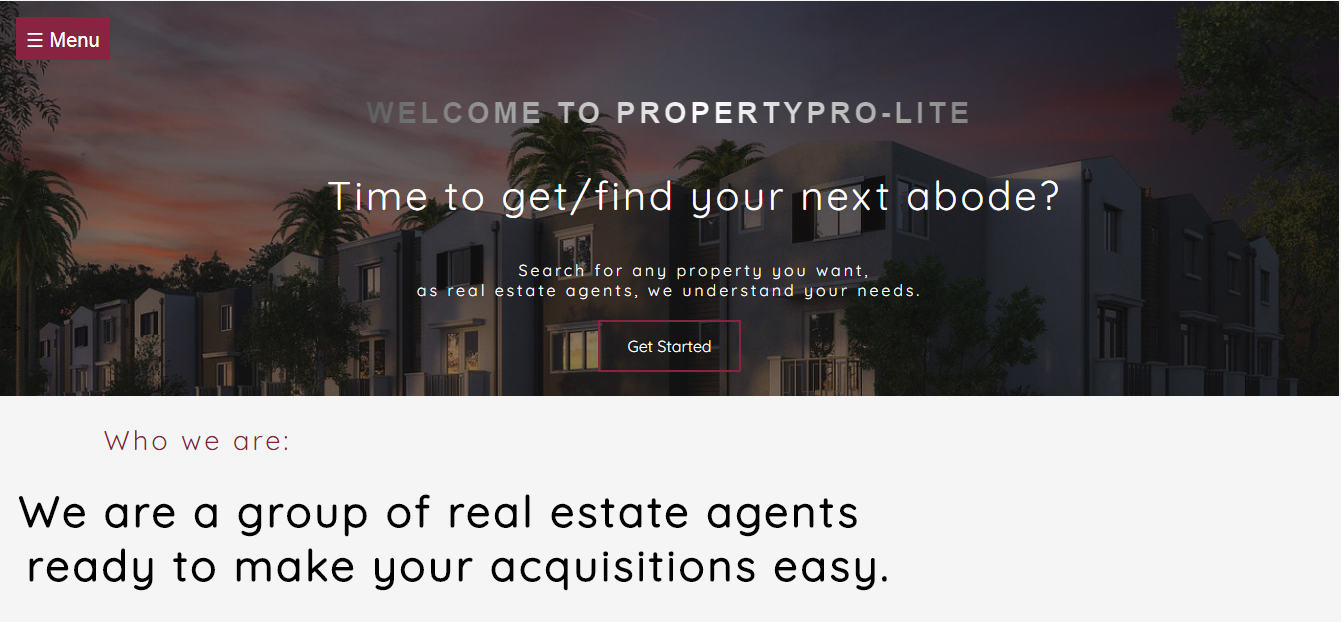 ☰ Menu
WELCOME TO PROPERTYPRO-LITE
Time to get/find your next abode?
Search for any property you want,
as real estate agents, we understand your needs.
Get Started
Who we are:
We are a group of real estate agents
ready to make your acquisitions easy.